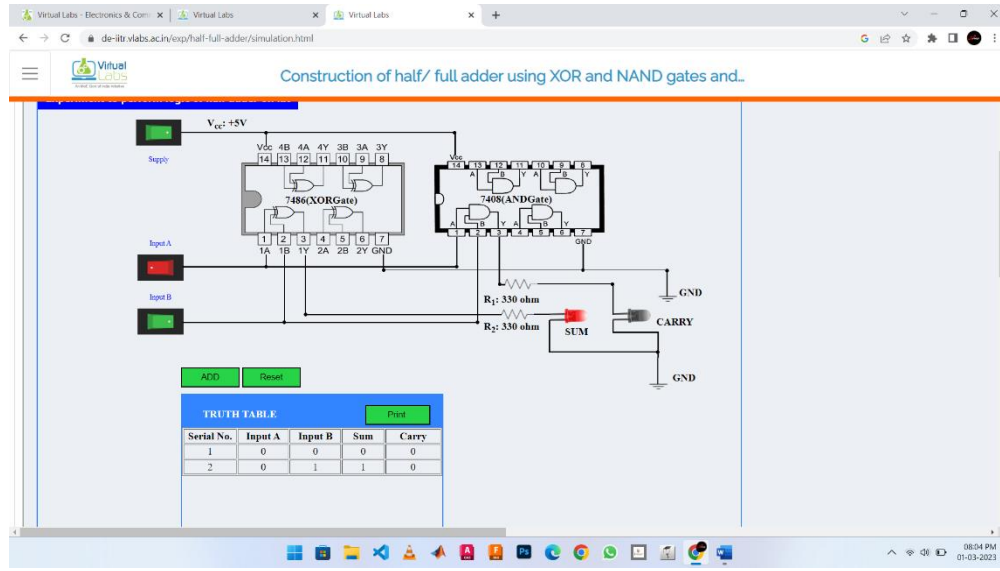 Virtual Labs - Electronics & Com
Virtual Labs
Virtual Labs
de-iitr.vlabs.ac.in/exp/half-full-adder/simulation.html
Virtual
Labs
Construction of half/ full adder using XOR and NAND gates and...
Vcc: +5V
Supply
Vcc 4B 4A 4Y 3B 3A 3Y
14 13 12 11 10 9 8
7486(XORGate)
1 2 3 4 5 6 7
1A 1B 1Y 2A 2B 2Y GND
Vcc
14 13 12 11 10 9 8
A B Y A B Y
7408(ANDGate)
A B Y A B Y
1 2 3 4 5 6 7
GND
Input A
Input B
R1: 330 ohm
GND
R2: 330 ohm
SUM
CARRY
GND
ADD Reset
TRUTH TABLE Print
Serial No. Input A Input B Sum Carry
1 0 0 0 0
2 0 1 1 0
08:04 PM
01-03-2023